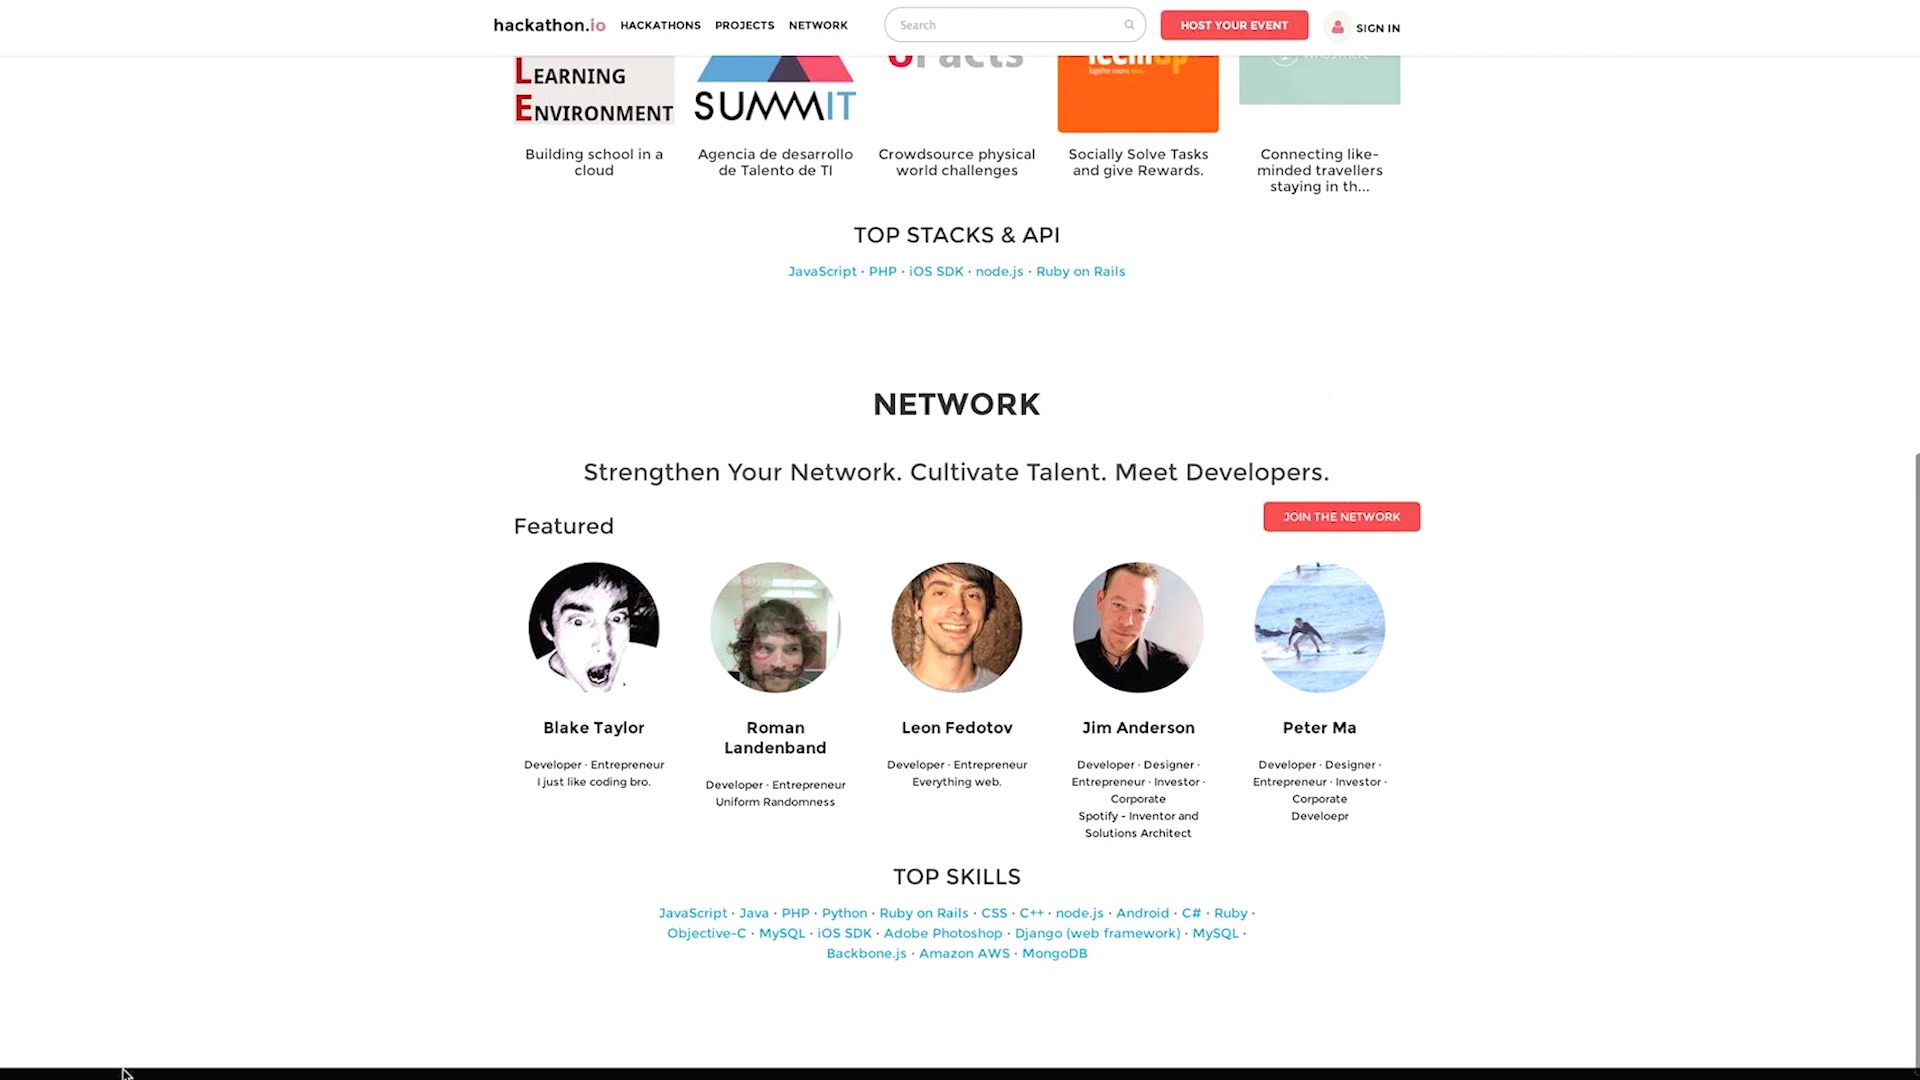 hackathon.io HACKATHONS PROJECTS NETWORK Search HOST YOUR EVENT SIGN IN
LEARNING
ENVIRONMENT
SUMMIT
Together means
Building school in a
cloud
Agencia de desarrollo
de Talento de TI
Crowdsource physical
world challenges
Socially Solve Tasks
and give Rewards.
Connecting like-
minded travellers
staying in th...
TOP STACKS & API
JavaScript · PHP · iOS SDK · node.js · Ruby on Rails
NETWORK
Strengthen Your Network. Cultivate Talent. Meet Developers.
Featured
JOIN THE NETWORK
Blake Taylor
Developer · Entrepreneur
I just like coding bro.
Roman
Landenband
Developer · Entrepreneur
Uniform Randomness
Leon Fedotov
Developer · Entrepreneur
Everything web.
Jim Anderson
Developer · Designer ·
Entrepreneur · Investor ·
Corporate
Spotify - Inventor and
Solutions Architect
Peter Ma
Developer · Designer ·
Entrepreneur · Investor ·
Corporate
Develoepr
TOP SKILLS
JavaScript · Java · PHP · Python · Ruby on Rails · CSS · C++ · node.js · Android · C# · Ruby ·
Objective-C · MySQL · iOS SDK · Adobe Photoshop · Django (web framework) · MySQL ·
Backbone.js · Amazon AWS · MongoDB